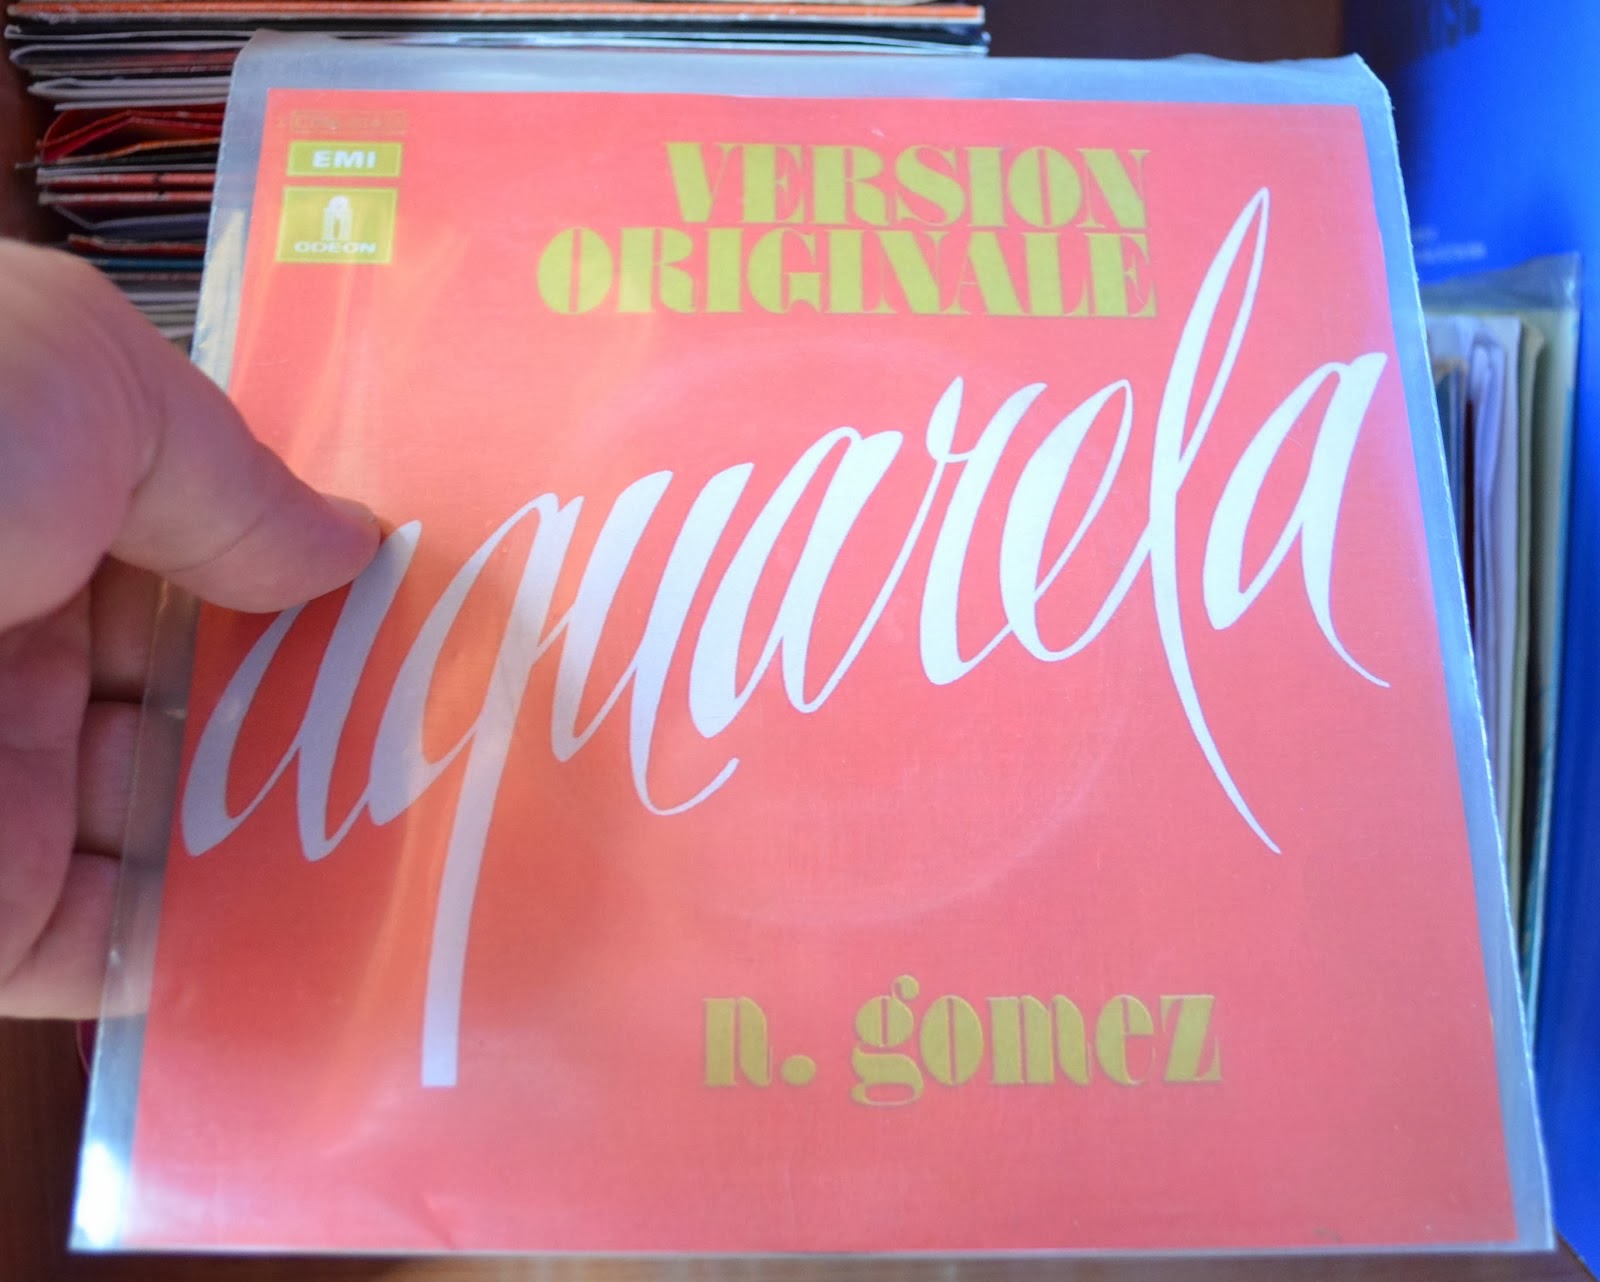 EMI
ODEON
VERSION
ORIGINALE
aquarela
n. gomez